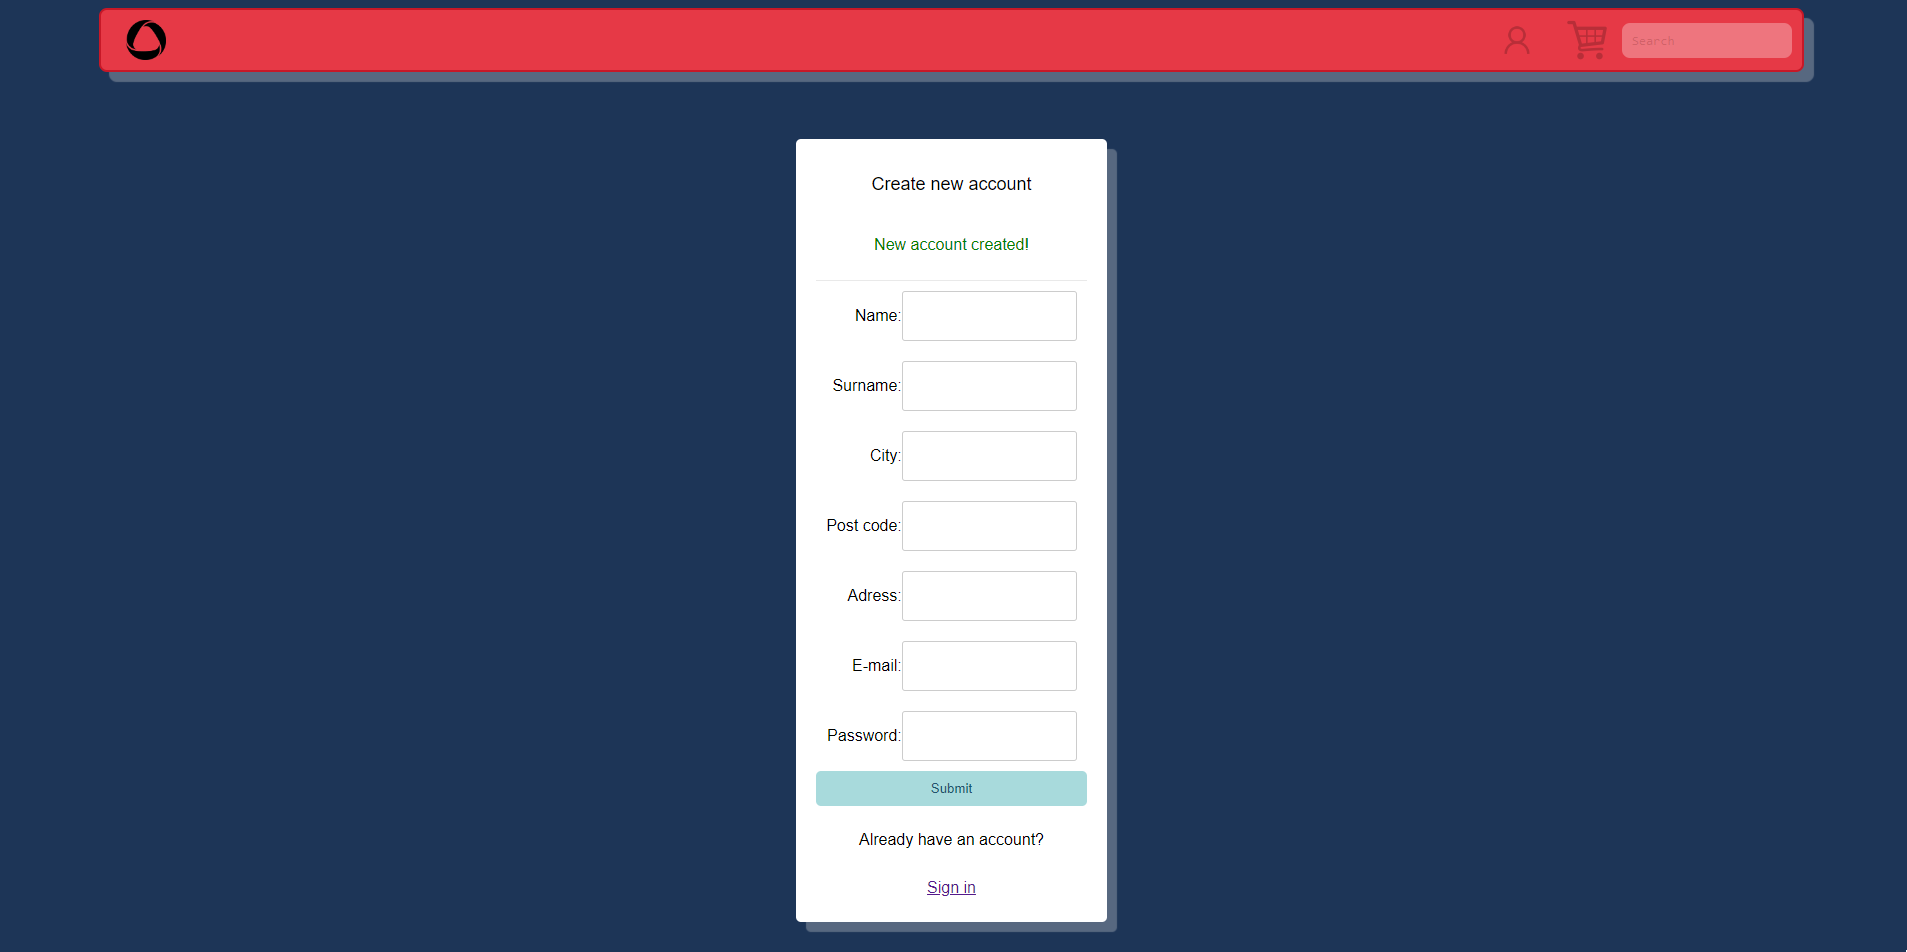 Search
Create new account
New account created!
Name:
Surname:
City:
Post code:
Adress:
E-mail:
Password:
Submit
Already have an account?
Sign in